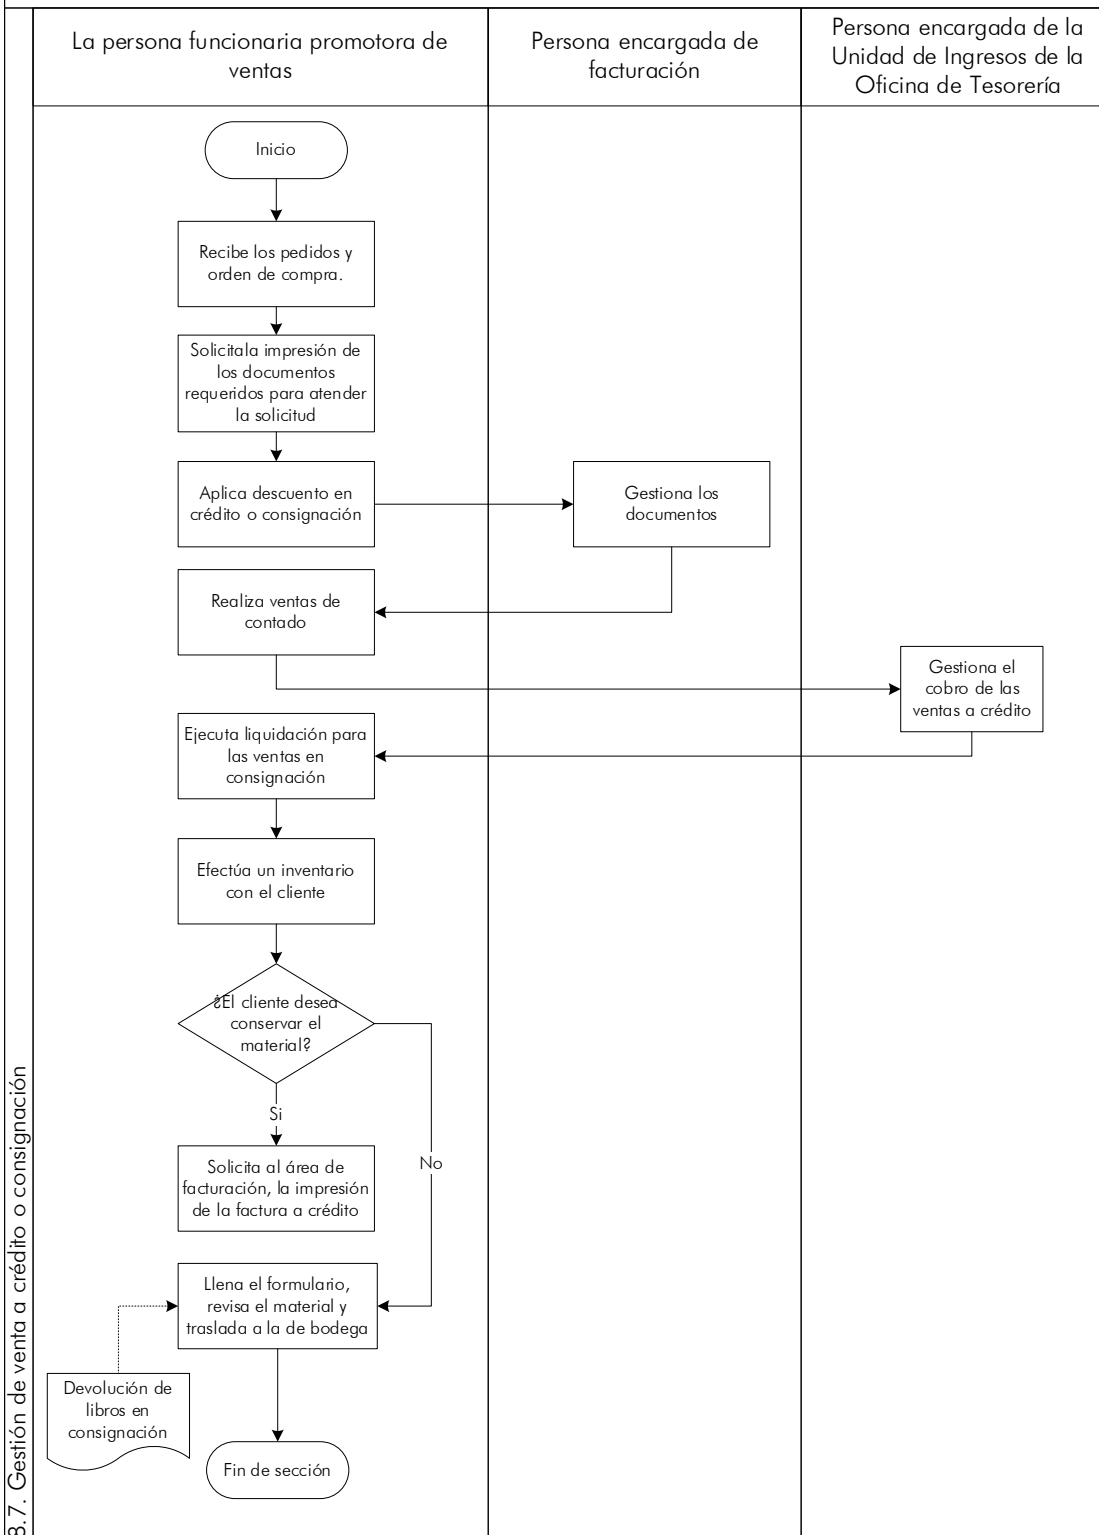 La persona funcionaria promotora de
ventas
Persona encargada de
facturación
Persona encargada de la
Unidad de Ingresos de la
Oficina de Tesorería
Inicio
Recibe los pedidos y
orden de compra.
Solicitala impresión de
los documentos
requeridos para atender
la solicitud
Aplica descuento en
crédito o consignación
Gestiona los
documentos
Realiza ventas de
contado
Gestiona el
cobro de las
ventas a crédito
Ejecuta liquidación para
las ventas en
consignación
Efectúa un inventario
con el cliente
¿El cliente desea
conservar el
material?
Si
No
Solicita al área de
facturación, la impresión
de la factura a crédito
Llena el formulario,
revisa el material y
traslada a la de bodega
Devolución de
libros en
consignación
Fin de sección
8.7. Gestión de venta a crédito o consignación